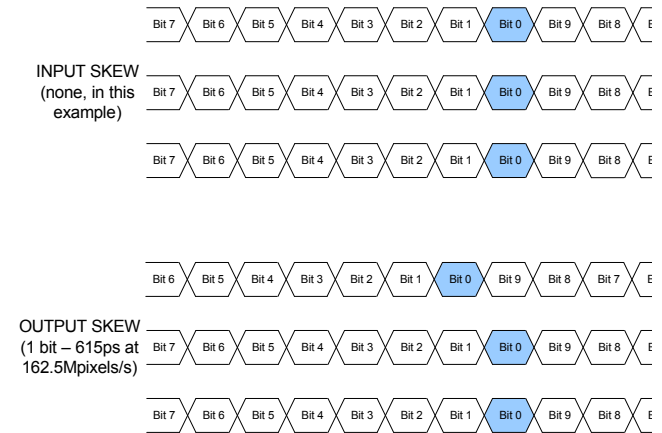 Bit 7 Bit 6 Bit 5 Bit 4 Bit 3 Bit 2 Bit 1 Bit 0 Bit 9 Bit 8
INPUT SKEW
(none, in this
example)
Bit 7 Bit 6 Bit 5 Bit 4 Bit 3 Bit 2 Bit 1 Bit 0 Bit 9 Bit 8
Bit 7 Bit 6 Bit 5 Bit 4 Bit 3 Bit 2 Bit 1 Bit 0 Bit 9 Bit 8
Bit 6 Bit 5 Bit 4 Bit 3 Bit 2 Bit 1 Bit 0 Bit 9 Bit 8 Bit 7
OUTPUT SKEW
(1 bit – 615ps at
162.5Mpixels/s)
Bit 7 Bit 6 Bit 5 Bit 4 Bit 3 Bit 2 Bit 1 Bit 0 Bit 9 Bit 8
Bit 7 Bit 6 Bit 5 Bit 4 Bit 3 Bit 2 Bit 1 Bit 0 Bit 9 Bit 8